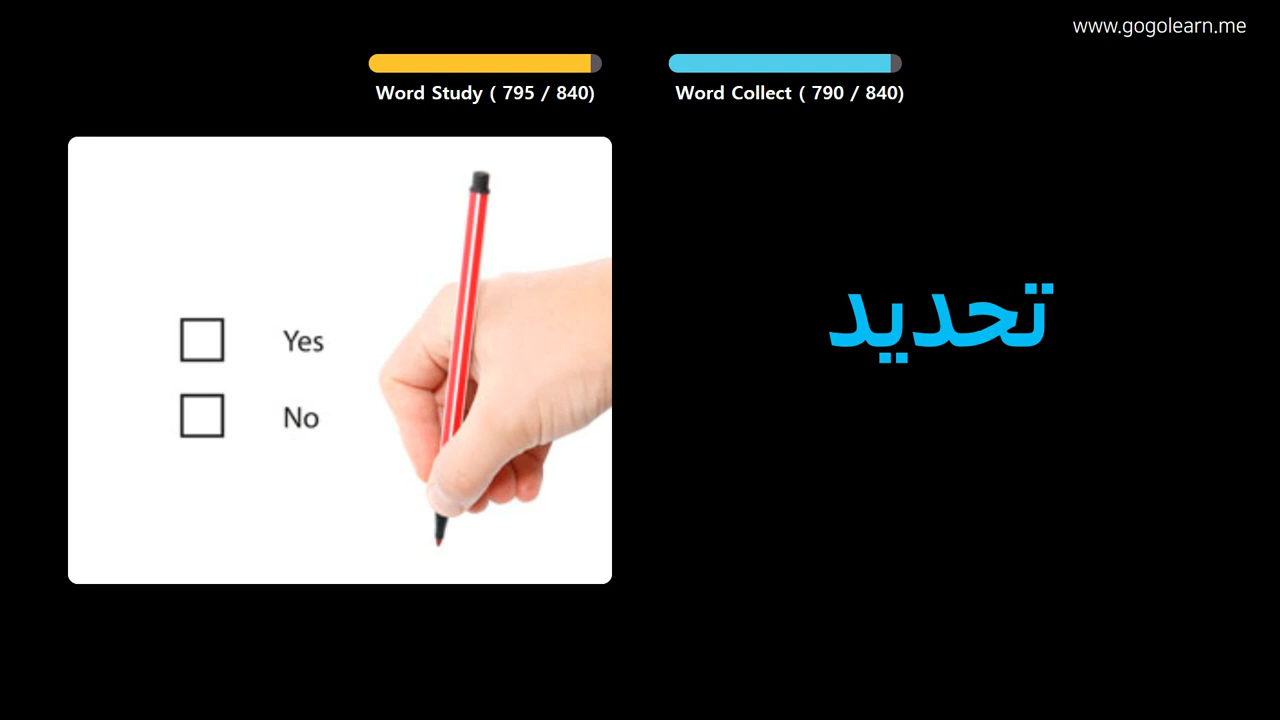 www.gogolearn.me
Word Study ( 795 / 840)
Word Collect ( 790 / 840)
Yes
No
تحديد